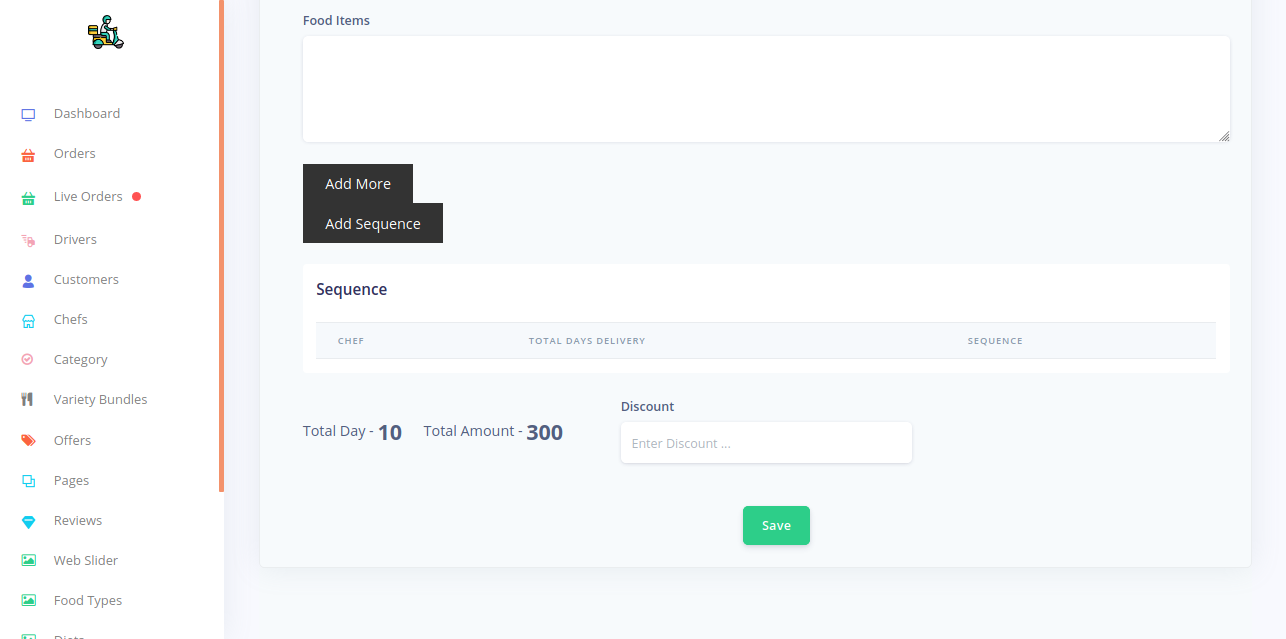 Dashboard
Orders
Live Orders
Drivers
Customers
Chefs
Category
Variety Bundles
Offers
Pages
Reviews
Web Slider
Food Types
Diets
Food Items
Add More
Add Sequence
Sequence
CHEF TOTAL DAYS DELIVERY SEQUENCE
Discount
Total Day - 10 Total Amount - 300
Enter Discount ...
Save